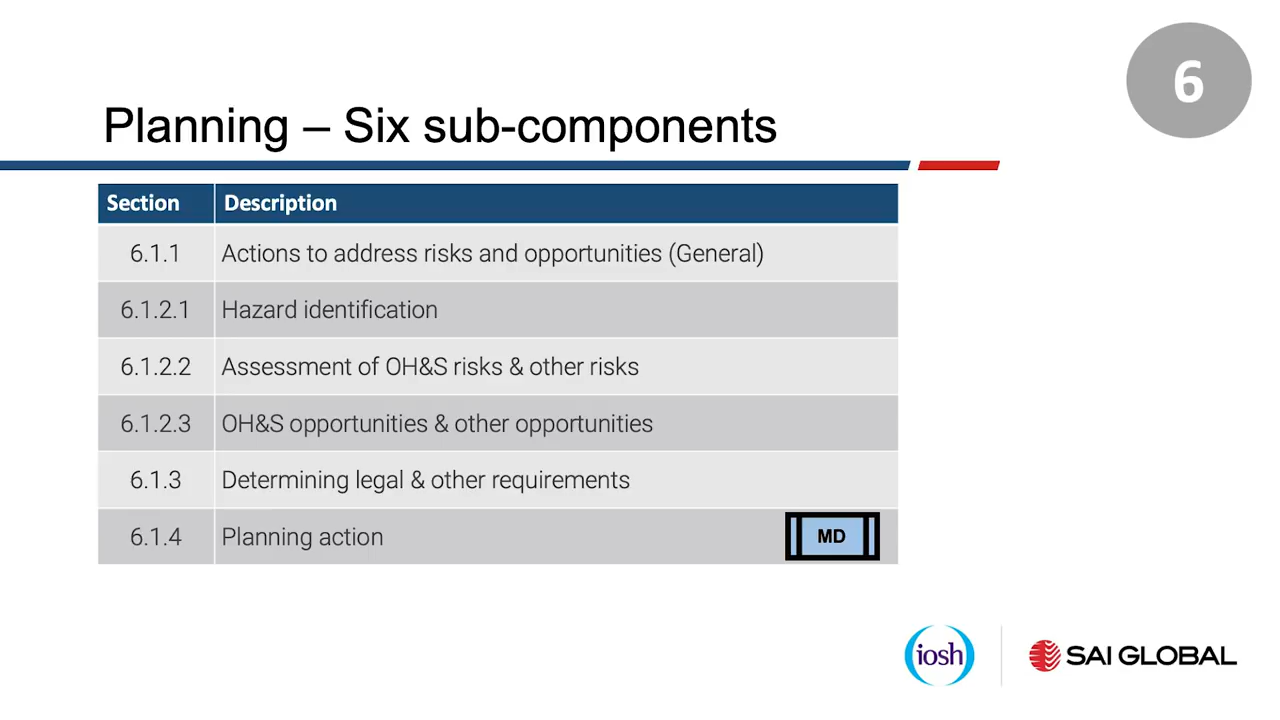 6
Planning – Six sub-components
Section Description
6.1.1 Actions to address risks and opportunities (General)
6.1.2.1 Hazard identification
6.1.2.2 Assessment of OH&S risks & other risks
6.1.2.3 OH&S opportunities & other opportunities
6.1.3 Determining legal & other requirements
6.1.4 Planning action MD
iosh SAI GLOBAL